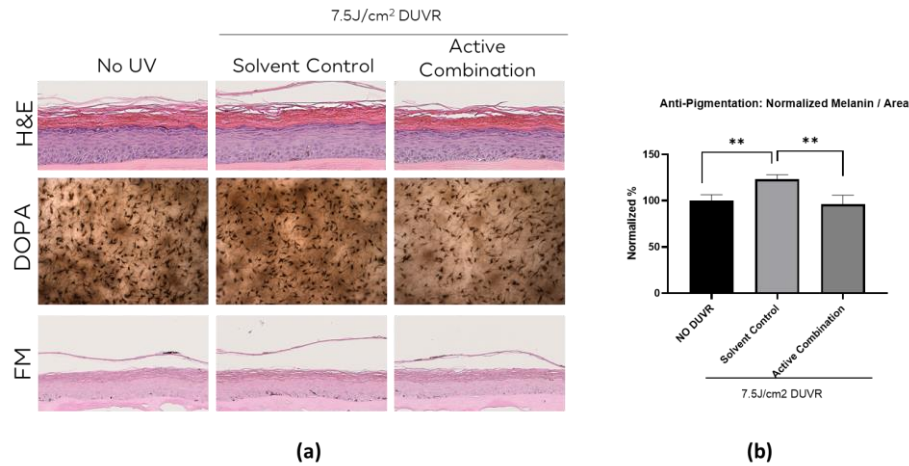 7.5J/cm² DUVR
No UV
Solvent Control
Active
Combination
H&E
DOPA
FM
(a)
Anti-Pigmentation: Normalized Melanin / Area
**
**
Normalized %
150
100
50
0
NO DUVR
Solvent Control
Active Combination
7.5J/cm2 DUVR
(b)